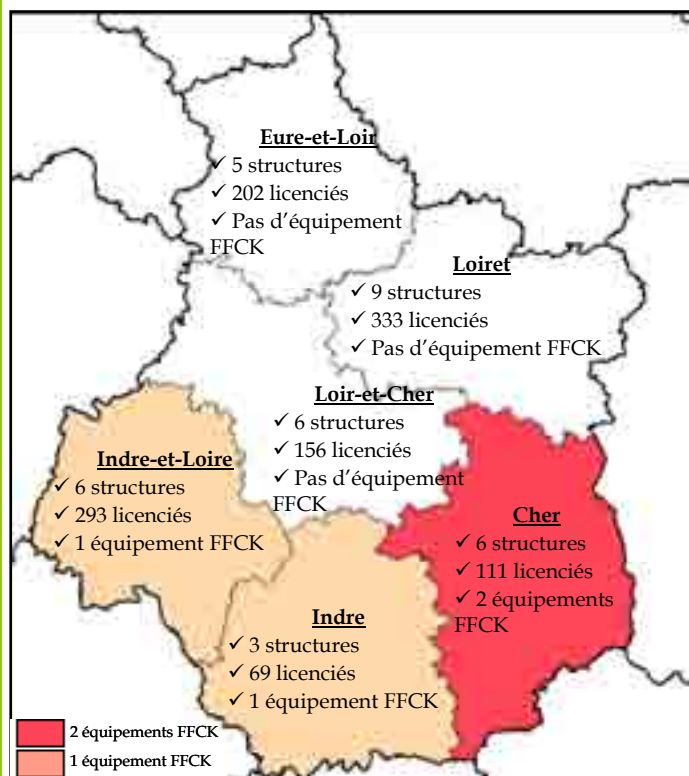 Eure-et-Loir
✓ 5 structures
✓ 202 licenciés
✓ Pas d'équipement
FFCK
Loiret
✓ 9 structures
✓ 333 licenciés
✓ Pas d'équipement FFCK
Loir-et-Cher
✓ 6 structures
✓ 156 licenciés
✓ Pas d'équipement
FFCK
Indre-et-Loire
✓ 6 structures
✓ 293 licenciés
✓ 1 équipement FFCK
Cher
✓ 6 structures
✓ 111 licenciés
✓ 2 équipements
FFCK
Indre
✓ 3 structures
✓ 69 licenciés
✓ 1 équipement FFCK
2 équipements FFCK
1 équipement FFCK